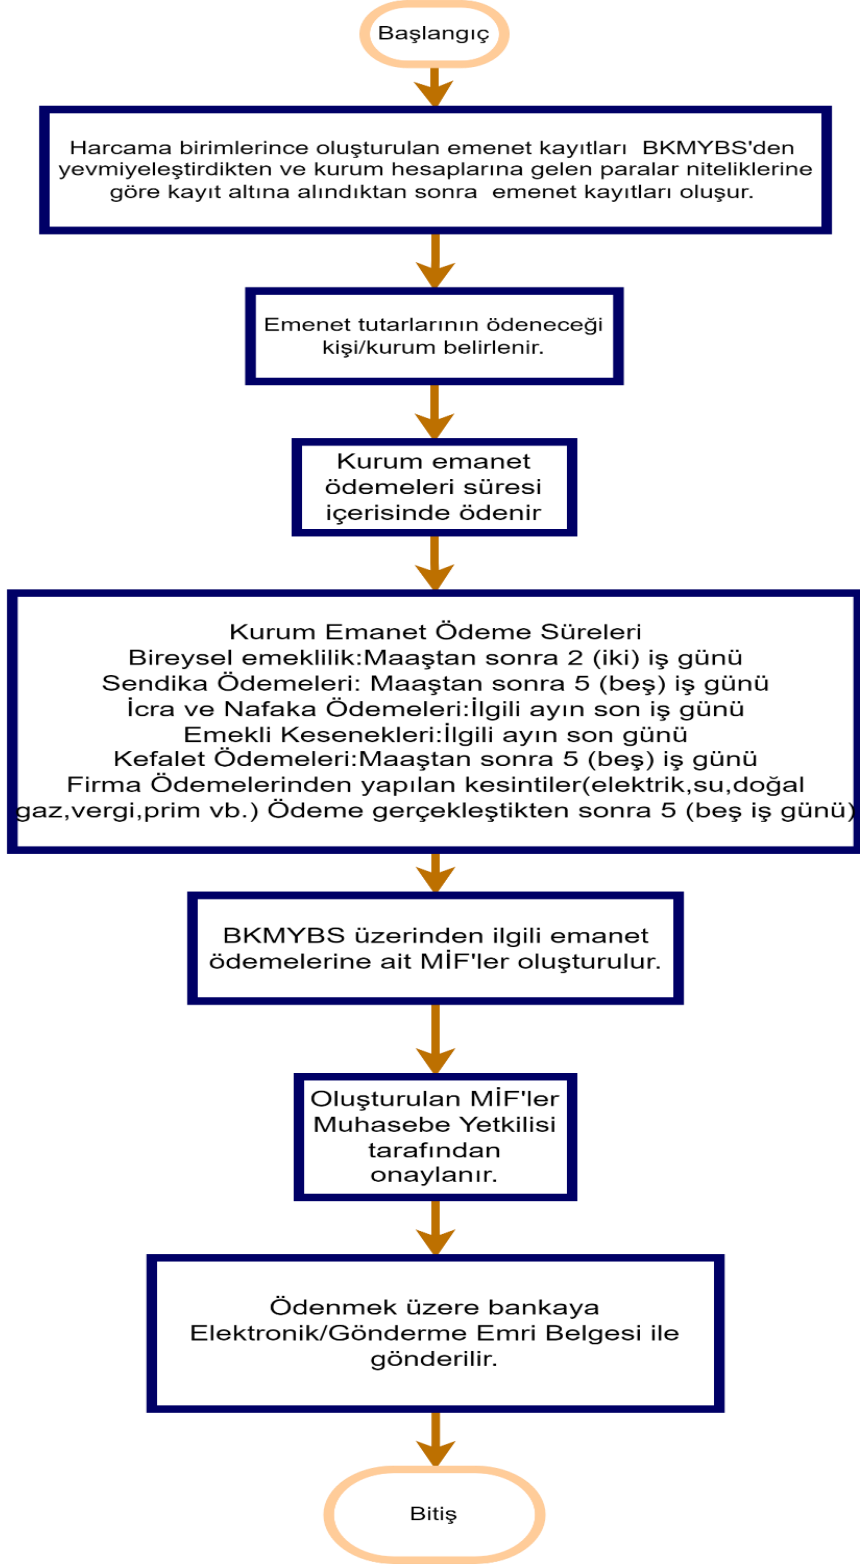 Başlangıç
Harcama birimlerince oluşturulan emenet kayıtları BKMYBS'den
yevmiyeleştirdikten ve kurum hesaplarına gelen paralar niteliklerine
göre kayıt altına alındıktan sonra emenet kayıtları oluşur.
Emenet tutarlarının ödeneceği
kişi/kurum belirlenir.
Kurum emanet
ödemeleri süresi
içerisinde ödenir
Kurum Emanet Ödeme Süreleri
Bireysel emeklilik:Maaştan sonra 2 (iki) iş günü
Sendika Ödemeleri: Maaştan sonra 5 (beş) iş günü
İcra ve Nafaka Ödemeleri:İlgili ayın son iş günü
Emekli Kesenekleri:İlgili ayın son günü
Kefalet Ödemeleri:Maaştan sonra 5 (beş) iş günü
Firma Ödemelerinden yapılan kesintiler(elektrik,su,doğal
gaz,vergi,prim vb.) Ödeme gerçekleştikten sonra 5 (beş iş günü)
BKMYBS üzerinden ilgili emanet
ödemelerine ait MİF'ler oluşturulur.
Oluşturulan MİF'ler
Muhasebe Yetkilisi
tarafından
onaylanır.
Ödenmek üzere bankaya
Elektronik/Gönderme Emri Belgesi ile
gönderilir.
Bitiş